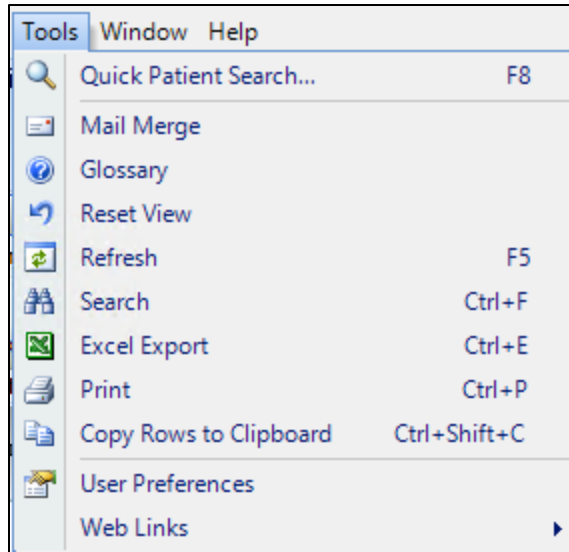 Tools Window Help
Quick Patient Search... F8
Mail Merge
Glossary
Reset View
Refresh F5
Search Ctrl+F
Excel Export Ctrl+E
Print Ctrl+P
Copy Rows to Clipboard Ctrl+Shift+C
User Preferences
Web Links